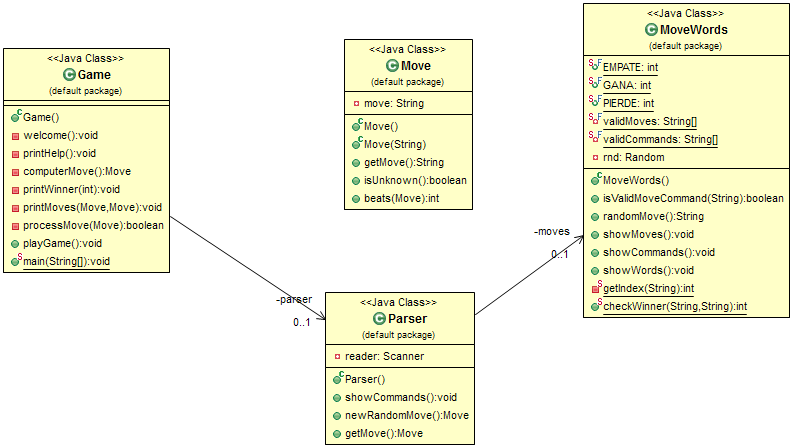 <<Java Class>>
Game
(default package)
Game()
welcome():void
printHelp():void
computerMove():Move
printWinner(int):void
printMoves(Move,Move):void
processMove(Move):boolean
playGame():void
main(String[]):void
<<Java Class>>
Move
(default package)
move: String
Move()
Move(String)
getMove():String
isUnknown():boolean
beats(Move):int
<<Java Class>>
MoveWords
(default package)
EMPATE: int
GANA: int
PIERDE: int
validMoves: String[]
validCommands: String[]
rnd: Random
MoveWords()
isValidMoveCommand(String):boolean
randomMove():String
showMoves():void
showCommands():void
showWords():void
getIndex(String):int
checkWinner(String,String):int
-parser
0..1
-moves
0..1
<<Java Class>>
Parser
(default package)
reader: Scanner
Parser()
showCommands():void
newRandomMove():Move
getMove():Move